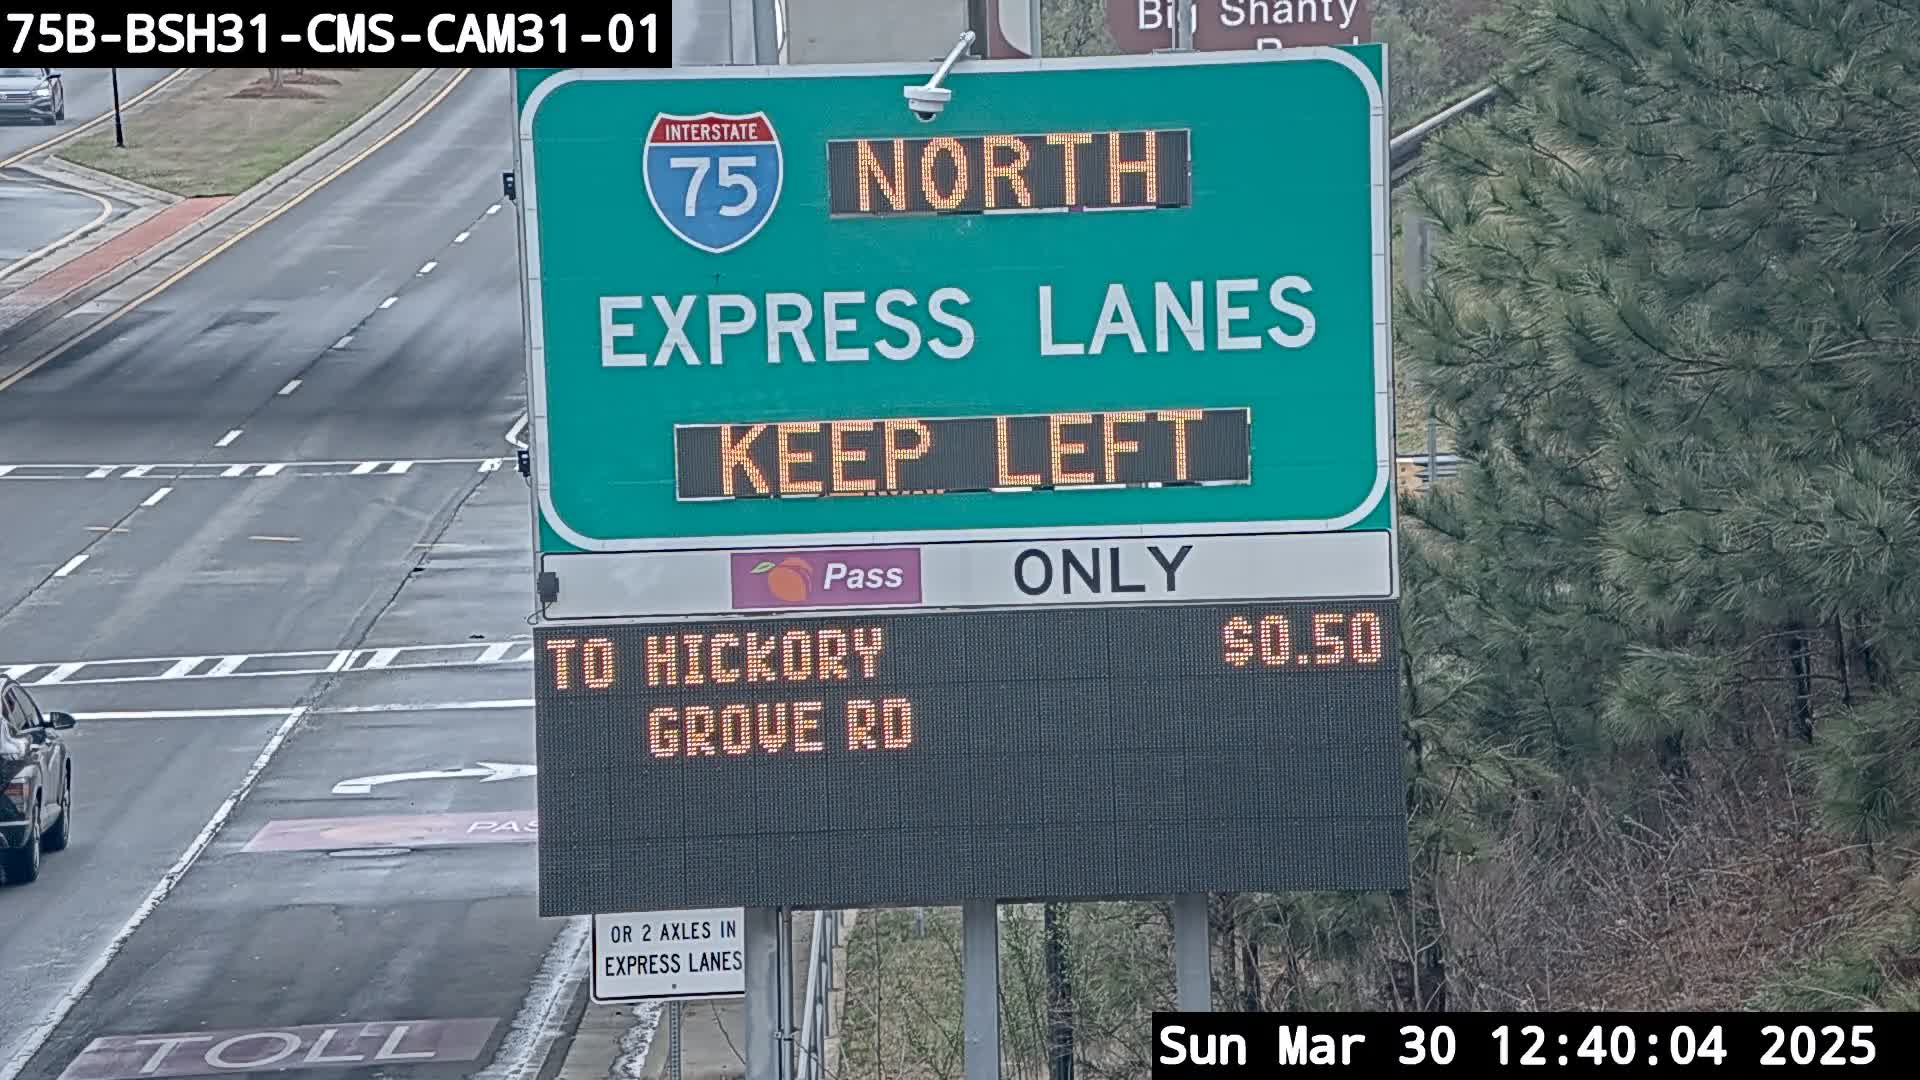 75B-BSH31-CMS-CAM31-01
Big Shanty
INTERSTATE
75
NORTH
EXPRESS LANES
KEEP LEFT
Pass ONLY
TO HICKORY $0.50
GROVE RD
OR 2 AXLES IN
EXPRESS LANES
TOLL
Sun Mar 30 12:40:04 2025